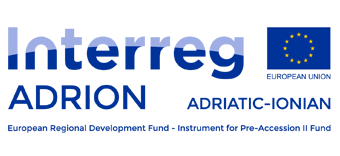 Interreg
EUROPEAN UNION
ADRION ADRIATIC-IONIAN
European Regional Development Fund - Instrument for Pre-Accession II Fund